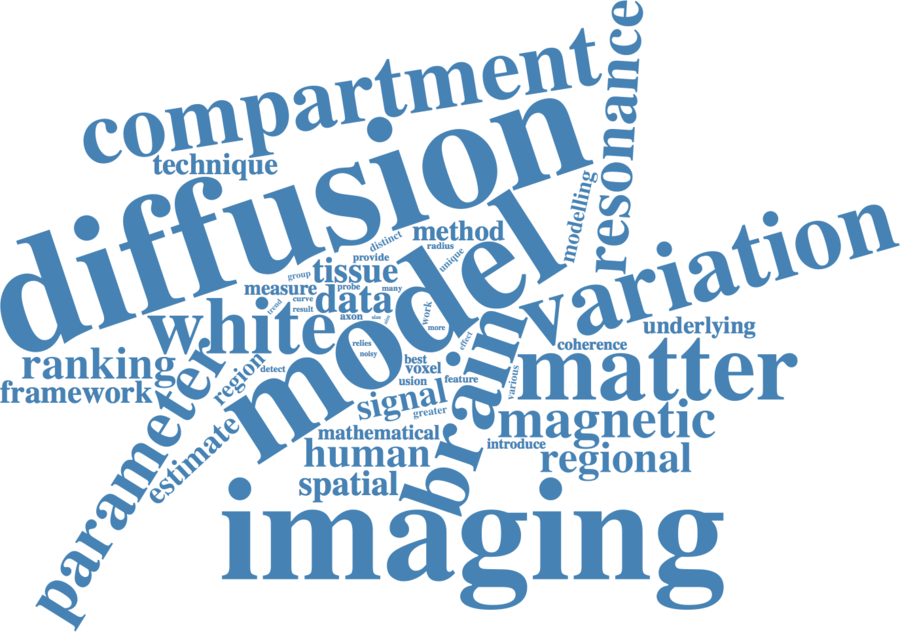 resonance
compartment
technique
diffusion
modelling
variation
distinct
method
radius
unique
provide
tissue
group
measure
probe
many
model
data
curve
trend
result
axon
work
more
white
underlying
coherence
effect
relies
noisy
ranking
framework
parameter
region
detect
best
voxel
usion
feature
various
matter
brain
signal
greater
magnetic
estimate
mathematical
introduce
human
regional
spatial
imaging